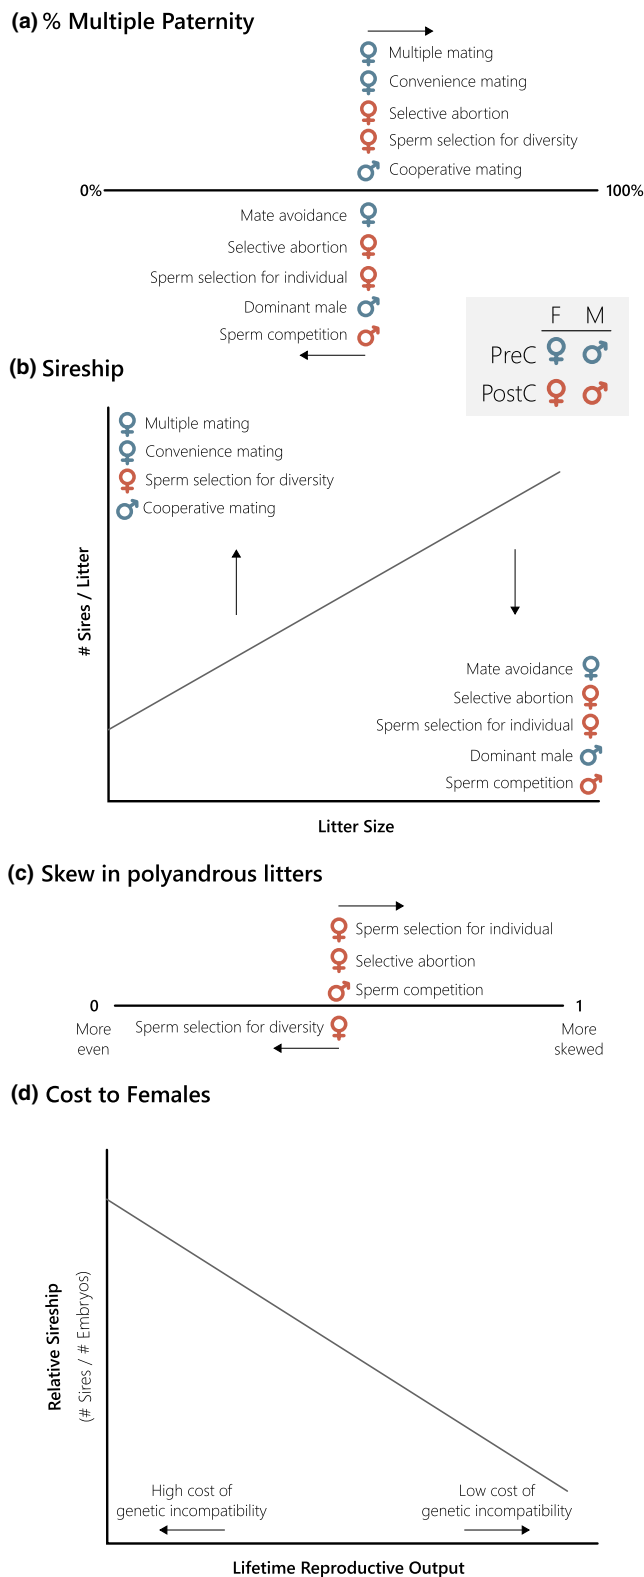 (a) % Multiple Paternity
Multiple mating
Convenience mating
Selective abortion
Sperm selection for diversity
Cooperative mating
0%
100%
Mate avoidance
Selective abortion
Sperm selection for individual
Dominant male
Sperm competition
F M
PreC
PostC
(b) Sireship
Multiple mating
Convenience mating
Sperm selection for diversity
Cooperative mating
# Sires / Litter
Mate avoidance
Selective abortion
Sperm selection for individual
Dominant male
Sperm competition
Litter Size
(c) Skew in polyandrous litters
Sperm selection for individual
Selective abortion
Sperm competition
0
1
More
even
Sperm selection for diversity
More
skewed
(d) Cost to Females
Relative Sireship
(# Sires / # Embryos)
High cost of
genetic incompatibility
Low cost of
genetic incompatibility
Lifetime Reproductive Output